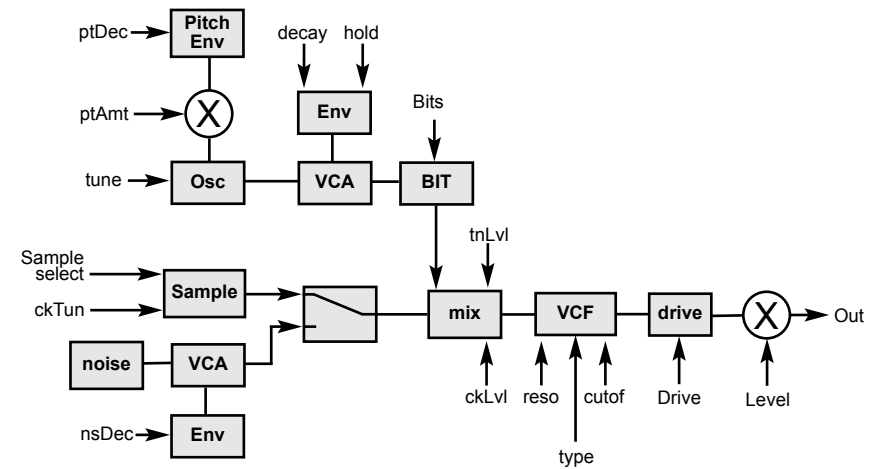 ptDec
Pitch
Env
decay
hold
ptAmt
X
Env
Bits
tune
Osc
VCA
BIT
tnLvl
Sample
select
ckTun
Sample
mix
VCF
drive
X
Out
noise
VCA
ckLvl
reso
cutof
Drive
Level
nsDec
Env
type